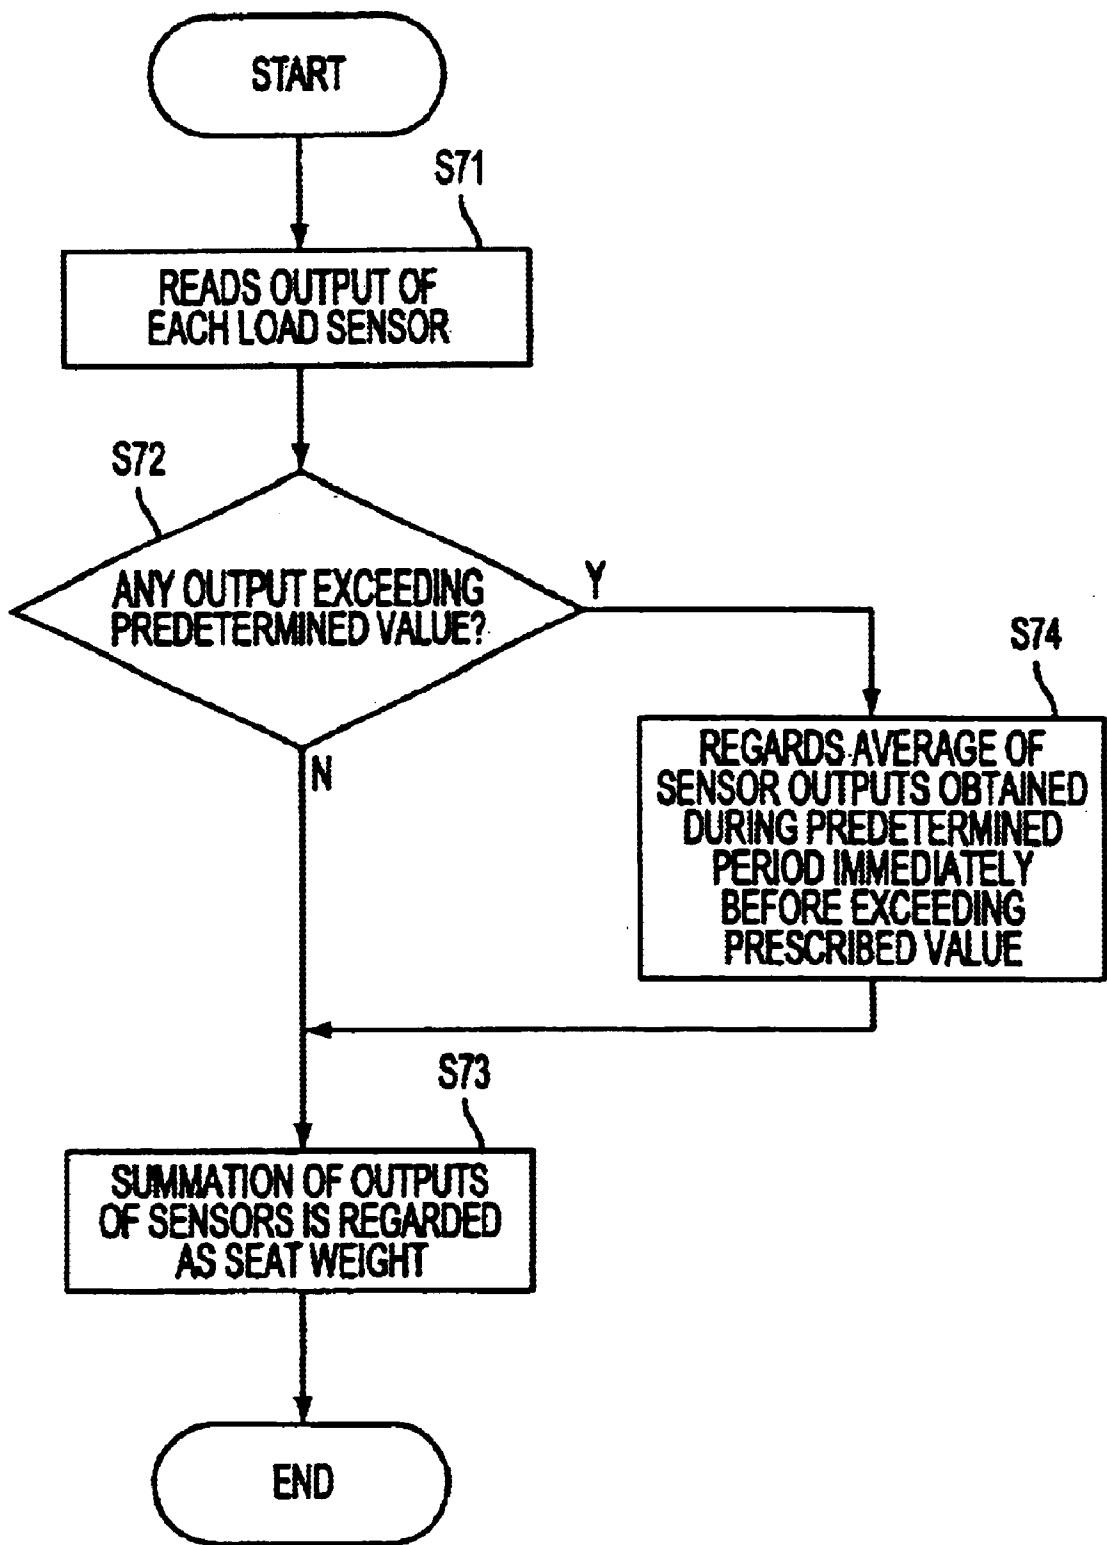 START
S71
READS OUTPUT OF
EACH LOAD SENSOR
S72
ANY OUTPUT EXCEEDING
PREDETERMINED VALUE?
Y
N
S74
REGARDS AVERAGE OF
SENSOR OUTPUTS OBTAINED
DURING PREDETERMINED
PERIOD IMMEDIATELY
BEFORE EXCEEDING
PRESCRIBED VALUE
S73
SUMMATION OF OUTPUTS
OF SENSORS IS REGARDED
AS SEAT WEIGHT
END